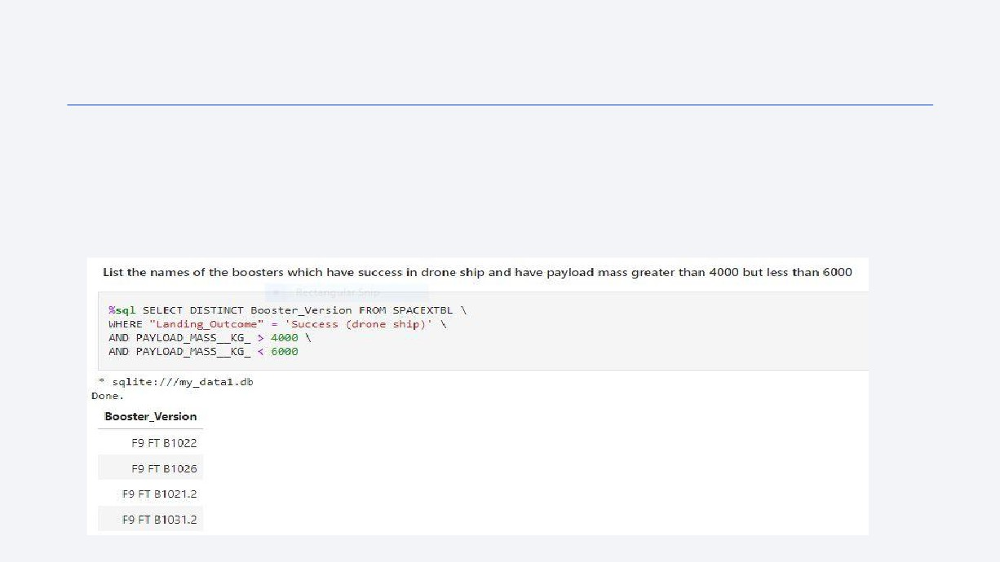 List the names of the boosters which have success in drone ship and have payload mass greater than 4000 but less than 6000
Rectangular Snip
%sql SELECT DISTINCT Booster_Version FROM SPACEXTBL \
WHERE "Landing_Outcome" = 'Success (drone ship)' \
AND PAYLOAD_MASS__KG_ > 4000 \
AND PAYLOAD_MASS__KG_ < 6000
* sqlite:///my_data1.db
Done.
Booster_Version
F9 FT B1022
F9 FT B1026
F9 FT B1021.2
F9 FT B1031.2